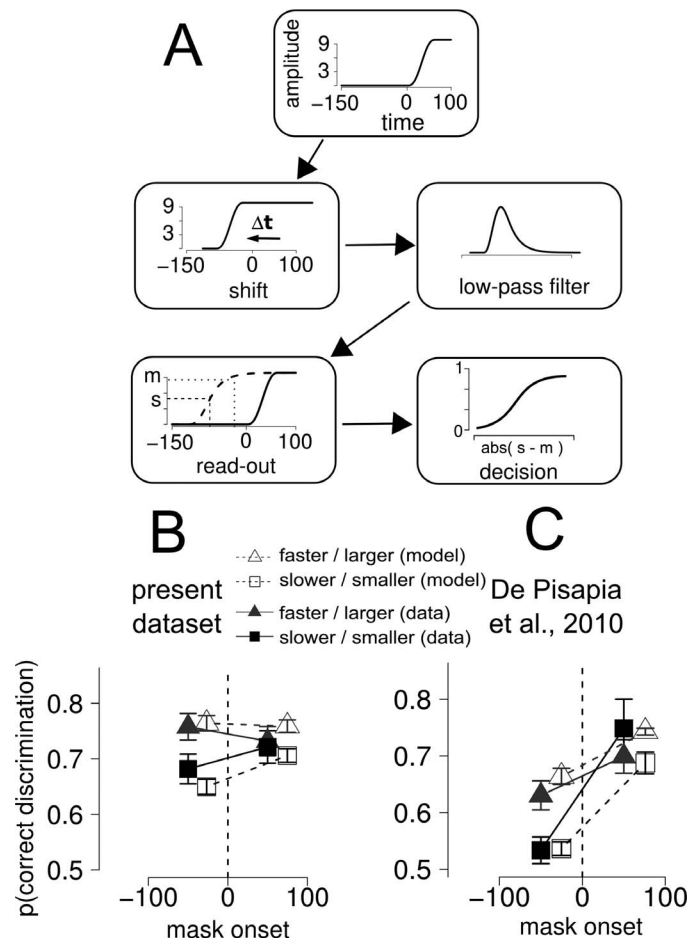 A
amplitude
9
3
−150 0 100
time
9
3
Δt
−150 0 100
shift
low-pass filter
m
s
−150 0 100
read-out
1
0
abs( s - m )
decision
B
present
dataset
faster / larger (model)
slower / smaller (model)
faster / larger (data)
slower / smaller (data)
C
De Pisapia
et al., 2010
p(correct discrimination)
0.8
0.7
0.6
0.5
−100 0 100
mask onset
0.8
0.7
0.6
0.5
−100 0 100
mask onset